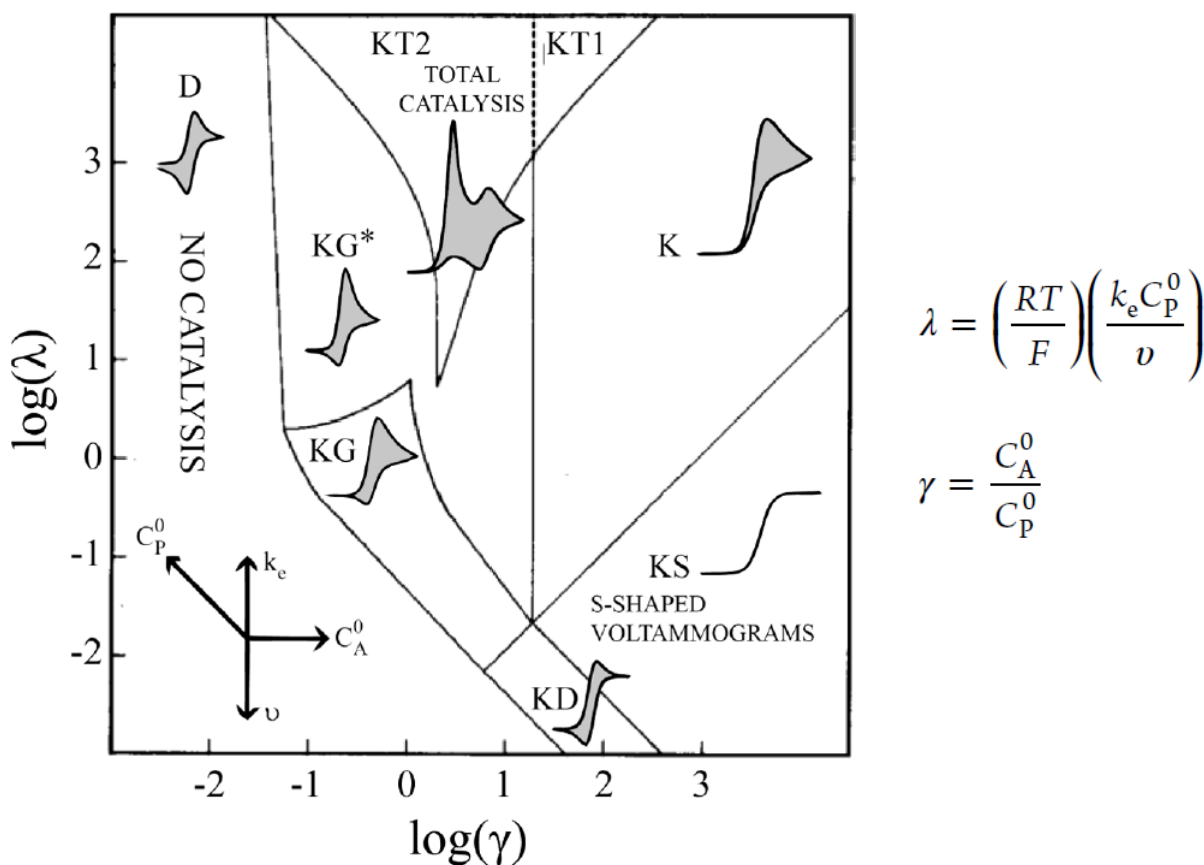 KT2
KT1
TOTAL
CATALYSIS
D
3
K
KG*
2
NO CATALYSIS
1
log(λ)
KG
0
C_P^0
k_e
-1
KS
S-SHAPED
VOLTAMMOGRAMS
C_A^0
-2
KD
υ
-2 -1 0 1 2 3
log(γ)
λ = (RT/F)(k_e C_P^0/υ)
γ = C_A^0/C_P^0